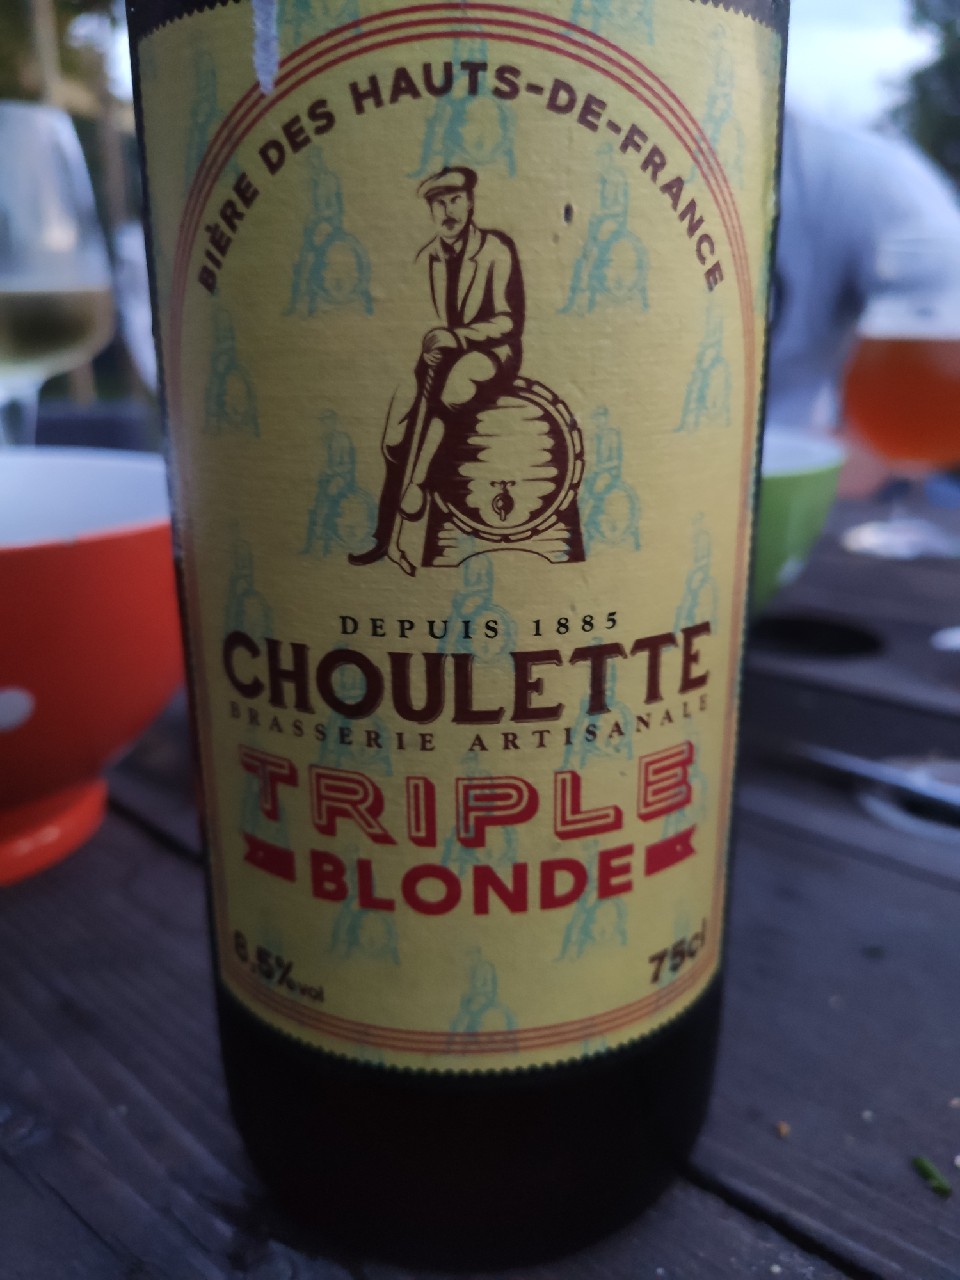 BIÈRE DES HAUTS-DE-FRANCE
DEPUIS 1885
CHOULETTE
BRASSERIE ARTISANALE
TRIPLE
BLONDE
8,5%vol
75cl